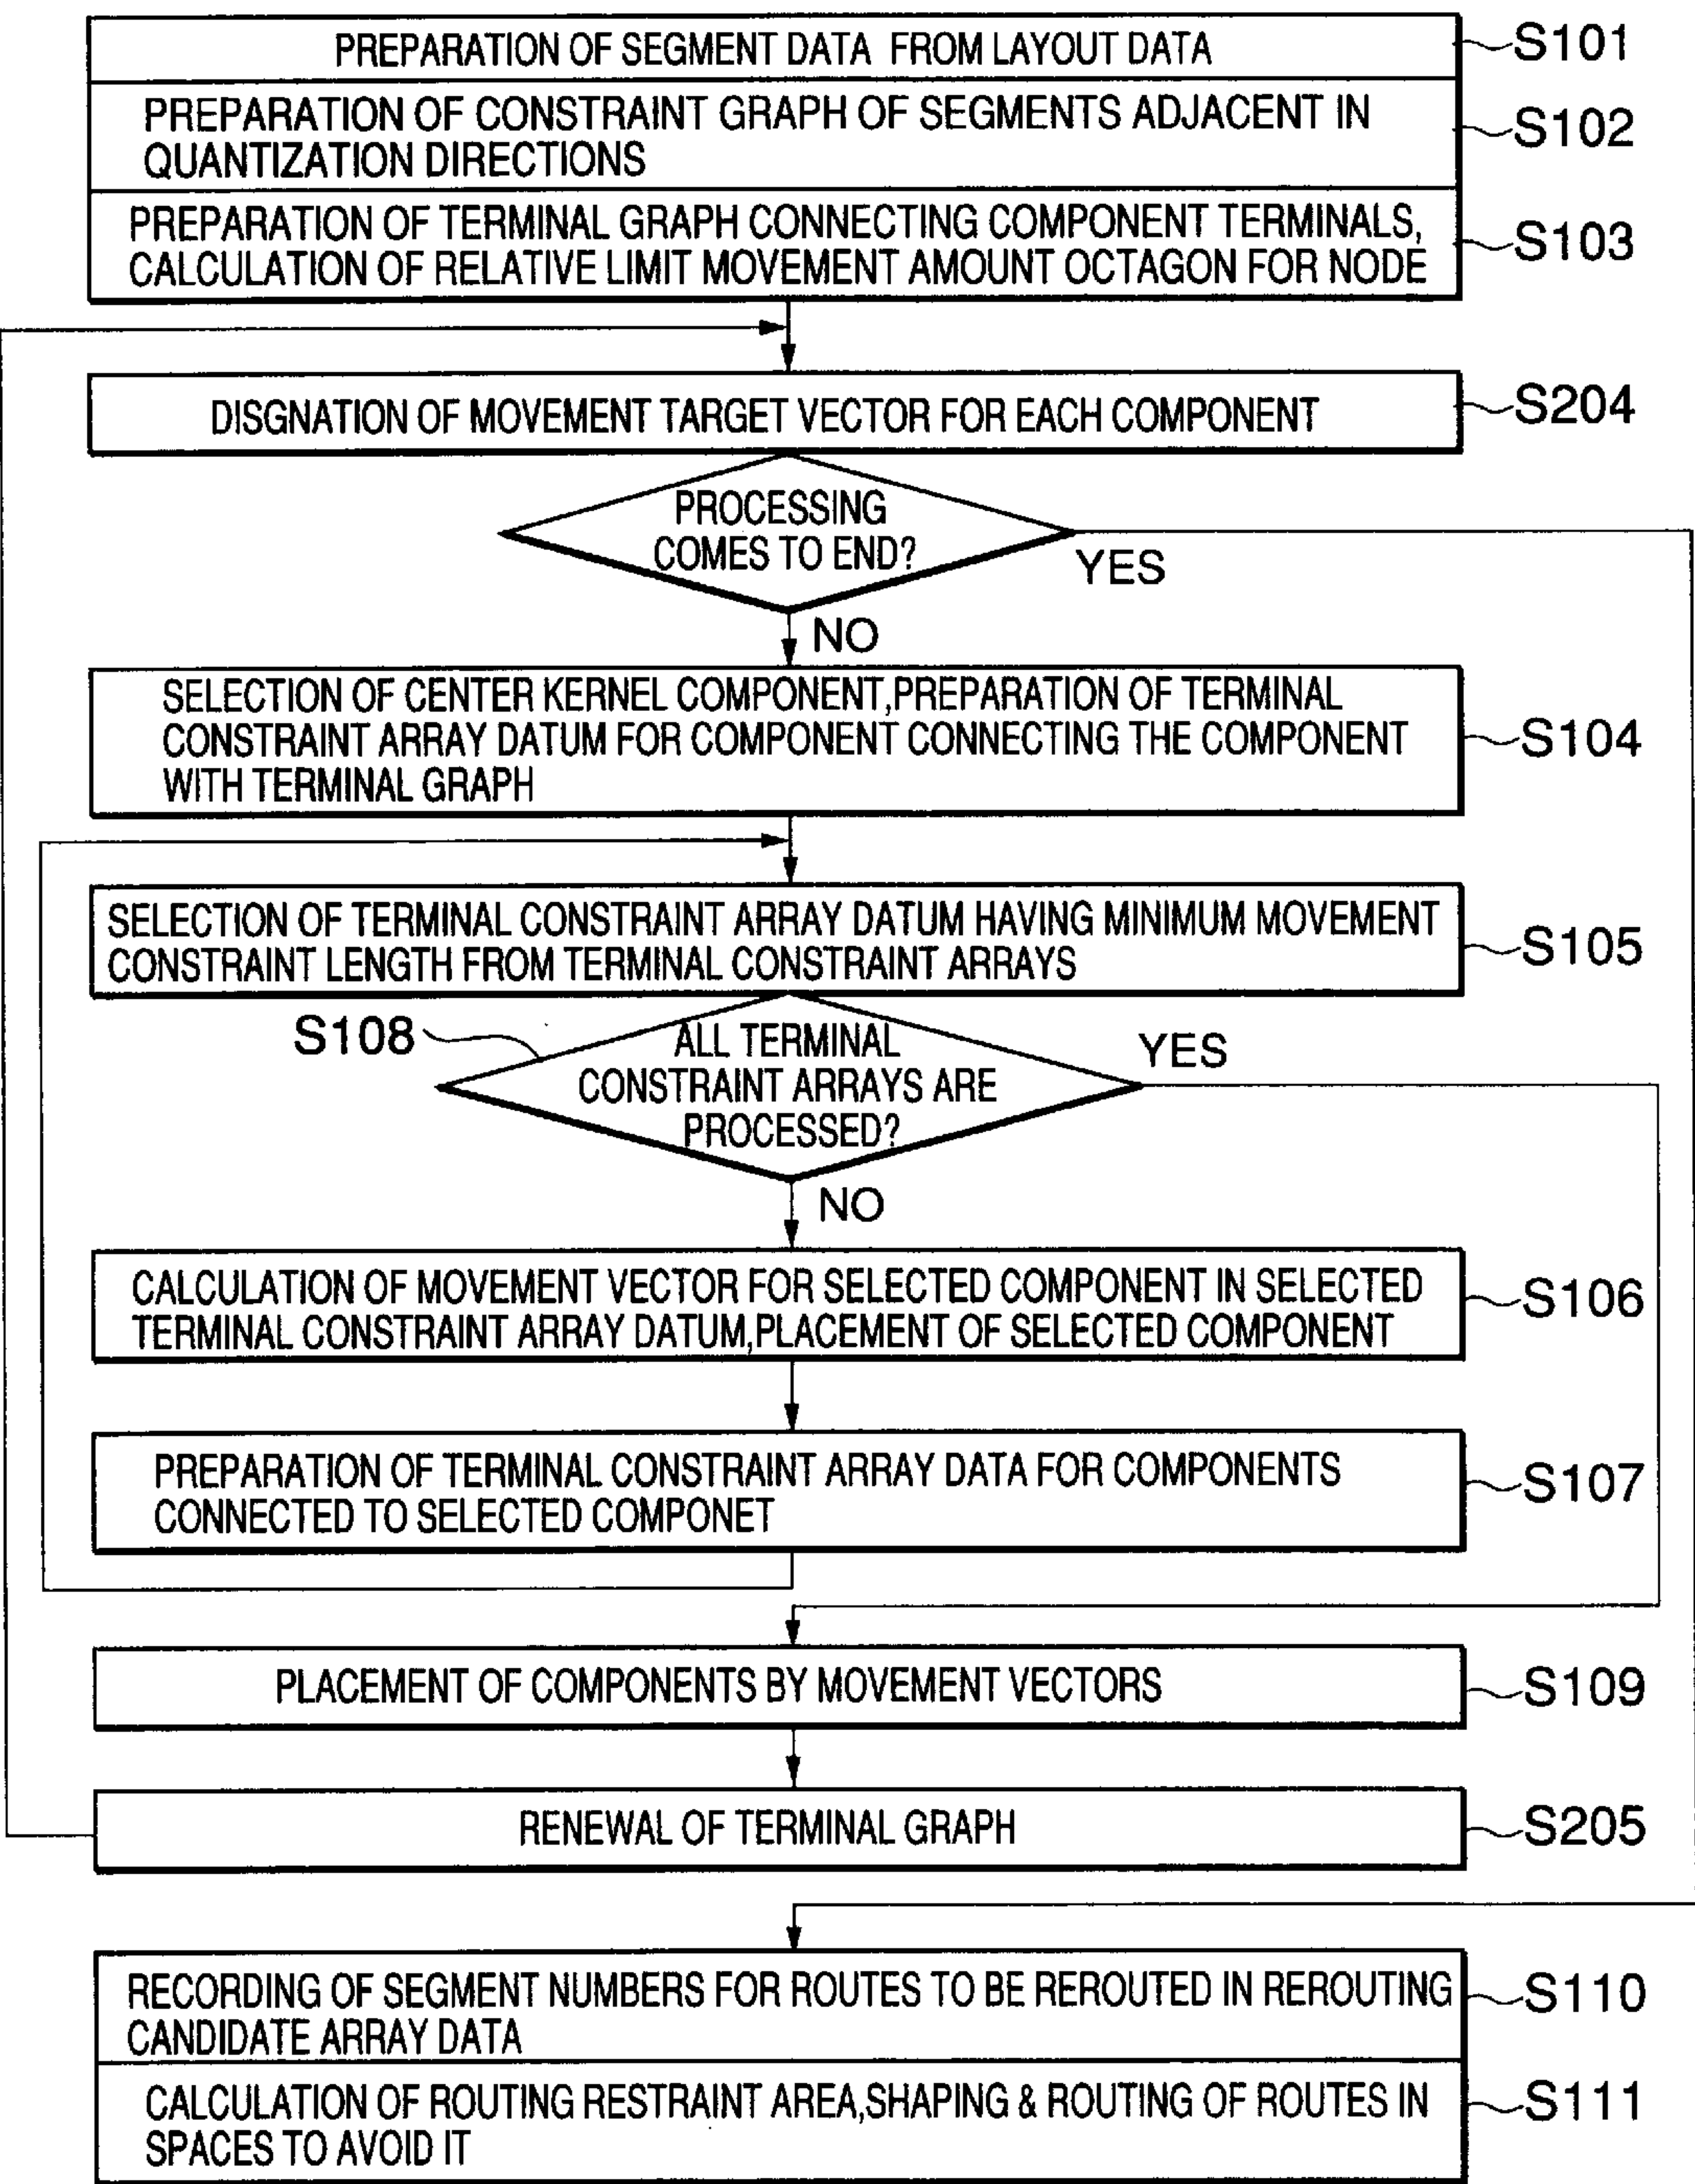 PREPARATION OF SEGMENT DATA FROM LAYOUT DATA
S101
PREPARATION OF CONSTRAINT GRAPH OF SEGMENTS ADJACENT IN
QUANTIZATION DIRECTIONS
S102
PREPARATION OF TERMINAL GRAPH CONNECTING COMPONENT TERMINALS,
CALCULATION OF RELATIVE LIMIT MOVEMENT AMOUNT OCTAGON FOR NODE
S103
DISGNATION OF MOVEMENT TARGET VECTOR FOR EACH COMPONENT
S204
PROCESSING
COMES TO END?
YES
NO
SELECTION OF CENTER KERNEL COMPONENT,PREPARATION OF TERMINAL
CONSTRAINT ARRAY DATUM FOR COMPONENT CONNECTING THE COMPONENT
WITH TERMINAL GRAPH
S104
SELECTION OF TERMINAL CONSTRAINT ARRAY DATUM HAVING MINIMUM MOVEMENT
CONSTRAINT LENGTH FROM TERMINAL CONSTRAINT ARRAYS
S105
S108
ALL TERMINAL
CONSTRAINT ARRAYS ARE
PROCESSED?
YES
NO
CALCULATION OF MOVEMENT VECTOR FOR SELECTED COMPONENT IN SELECTED
TERMINAL CONSTRAINT ARRAY DATUM,PLACEMENT OF SELECTED COMPONENT
S106
PREPARATION OF TERMINAL CONSTRAINT ARRAY DATA FOR COMPONENTS
CONNECTED TO SELECTED COMPONET
S107
PLACEMENT OF COMPONENTS BY MOVEMENT VECTORS
S109
RENEWAL OF TERMINAL GRAPH
S205
RECORDING OF SEGMENT NUMBERS FOR ROUTES TO BE REROUTED IN REROUTING
CANDIDATE ARRAY DATA
S110
CALCULATION OF ROUTING RESTRAINT AREA,SHAPING & ROUTING OF ROUTES IN
SPACES TO AVOID IT
S111